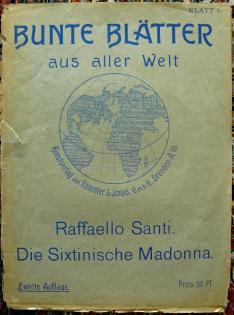 BLATT 1.
BUNTE BLÄTTER
aus aller Welt
Kunstverlag von Römmler & Jonas, G.m.b.H. Dresden-A.16
Raffaello Santi.
Die Sixtinische Madonna.
Zweite Auflage.
Preis 50 Pf.